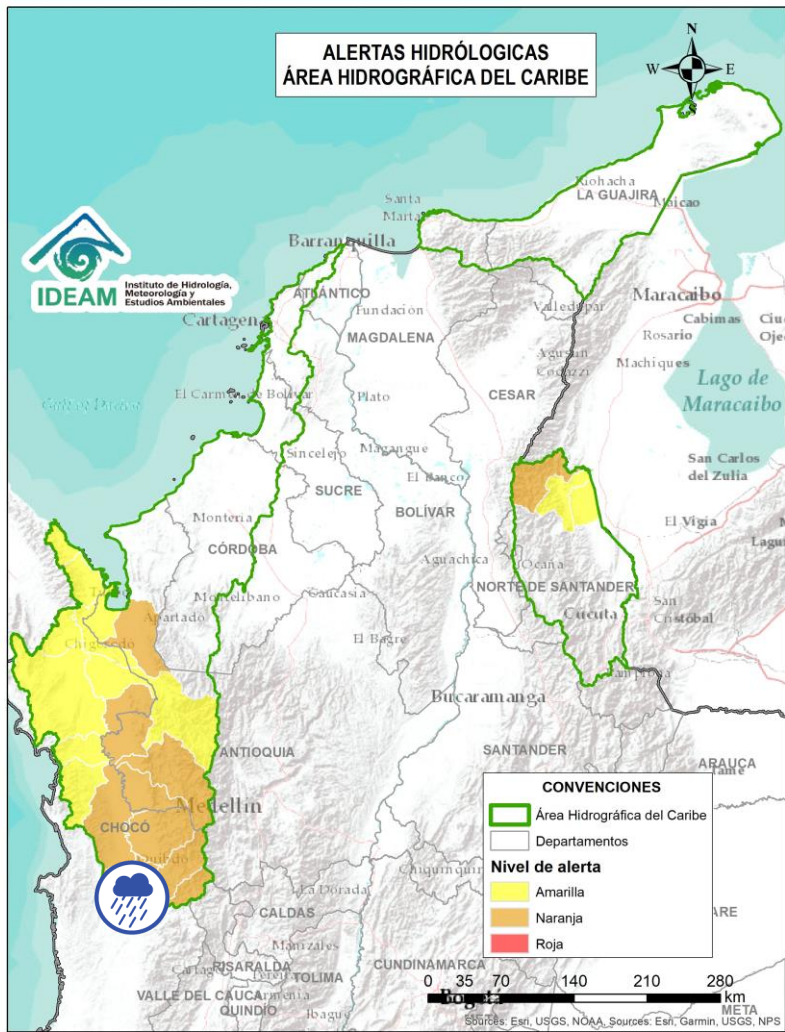 ALERTAS HIDRÓLOGICAS
ÁREA HIDROGRÁFICA DEL CARIBE
N
W
E
S
Riohacha
LA GUAJIRA
Maicao
Santa
Marta
Barranquilla
IDEAM
Instituto de Hidrología,
Meteorología y
Estudios Ambientales
ATLÁNTICO
Cartagena
Fundación
Valledupar
Maracaibo
Cabimas
Rosario
MAGDALENA
Agustín
Codazzi
Machiques
Lago de
Maracaibo
CESAR
El Carmen de Bolívar
Plato
Sincelejo
Magangue
San Carlos
del Zulia
SUCRE
El Banco
BOLÍVAR
Montería
El Vigia
CÓRDOBA
Aguachica
Ocaña
NORTE DE SANTANDER
Montelibano
Caucasia
Apartado
Cucuta
San
Cristóbal
El Bagre
Bucaramanga
ANTIOQUIA
SANTANDER
ARAUCA
Medellín
CHOCÓ
Quibdó
La Dorada
CALDAS
Manizales
RISARALDA
TOLIMA
CUNDINAMARCA
VALLE DEL CAUCA
Armenia
QUINDÍO
Ibague
META
CONVENCIONES
Área Hidrográfica del Caribe
Departamentos
Nivel de alerta
Amarilla
Naranja
Roja
0 35 70 140 210 280
km
Sources: Esri, USGS, NOAA, Sources: Esri, Garmin, USGS, NPS